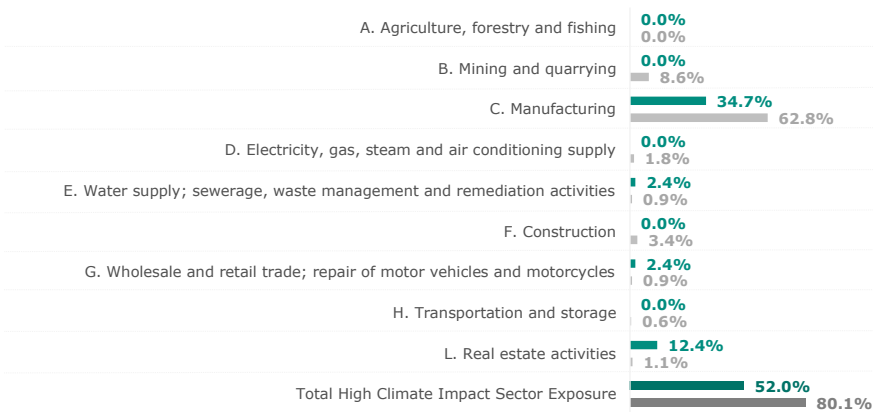 A. Agriculture, forestry and fishing
0.0%
0.0%
B. Mining and quarrying
0.0%
8.6%
C. Manufacturing
34.7%
62.8%
D. Electricity, gas, steam and air conditioning supply
0.0%
1.8%
E. Water supply; sewerage, waste management and remediation activities
2.4%
0.9%
F. Construction
0.0%
3.4%
G. Wholesale and retail trade; repair of motor vehicles and motorcycles
2.4%
0.9%
H. Transportation and storage
0.0%
0.6%
L. Real estate activities
12.4%
1.1%
Total High Climate Impact Sector Exposure
52.0%
80.1%